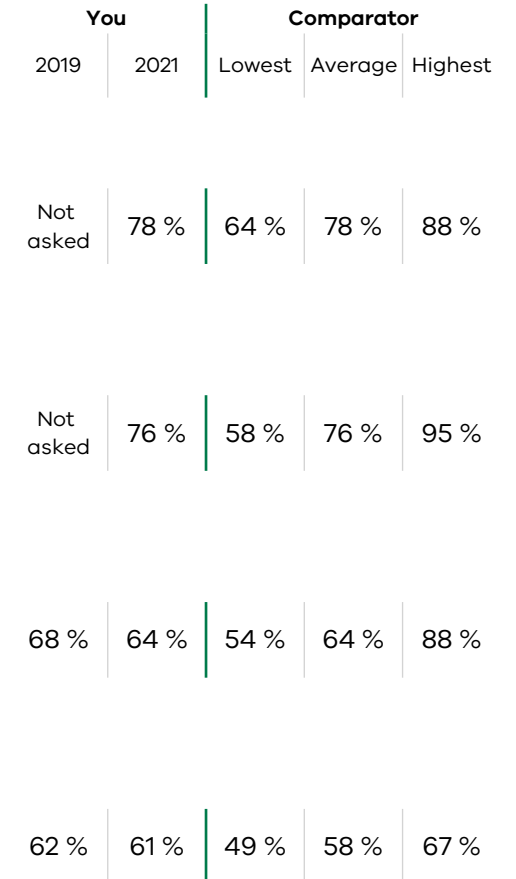 You Comparator
2019 2021 Lowest Average Highest
Not
asked 78 % 64 % 78 % 88 %
Not
asked 76 % 58 % 76 % 95 %
68 % 64 % 54 % 64 % 88 %
62 % 61 % 49 % 58 % 67 %